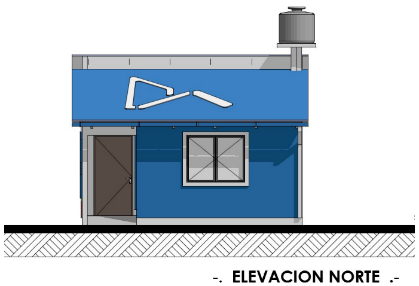 -. ELEVACION NORTE .-